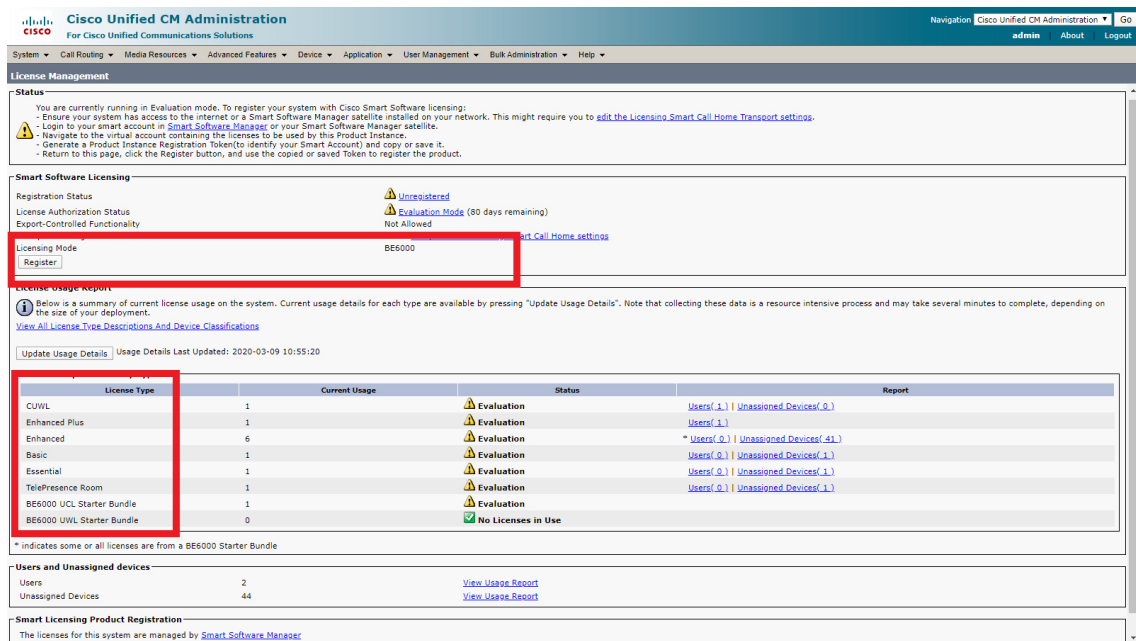 cisco
Cisco Unified CM Administration
For Cisco Unified Communications Solutions
Navigation Cisco Unified CM Administration Go
admin About Logout
System Call Routing Media Resources Advanced Features Device Application User Management Bulk Administration Help
License Management
Status
You are currently running in Evaluation mode. To register your system with Cisco Smart Software licensing:
- Ensure your system has access to the internet or a Smart Software Manager satellite installed on your network. This might require you to edit the Licensing Smart Call Home Transport settings.
- Login to your smart account in Smart Software Manager or your Smart Software Manager satellite.
- Navigate to the virtual account containing the licenses to be used by this Product Instance.
- Generate a Product Instance Registration Token(to identify your Smart Account) and copy or save it.
- Return to this page, click the Register button, and use the copied or saved Token to register the product.
Smart Software Licensing
Registration Status Unregistered
License Authorization Status Evaluation Mode (80 days remaining)
Export-Controlled Functionality Not Allowed
Call Home settings
Licensing Mode BE6000
Register
License Usage Report
Below is a summary of current license usage on the system. Current usage details for each type are available by pressing "Update Usage Details". Note that collecting these data is a resource intensive process and may take several minutes to complete, depending on
the size of your deployment.
View All License Type Descriptions And Device Classifications
Update Usage Details Usage Details Last Updated: 2020-03-09 10:55:20
License Type Current Usage Status Report
CUWL 1 Evaluation Users( 1 ) | Unassigned Devices( 0 )
Enhanced Plus 1 Evaluation Users( 1 )
Enhanced 6 Evaluation * Users( 0 ) | Unassigned Devices( 41 )
Basic 1 Evaluation Users( 0 ) | Unassigned Devices( 1 )
Essential 1 Evaluation Users( 0 ) | Unassigned Devices( 1 )
TelePresence Room 1 Evaluation Users( 0 ) | Unassigned Devices( 1 )
BE6000 UCL Starter Bundle 1 Evaluation
BE6000 UWL Starter Bundle 0 No Licenses in Use
* indicates some or all licenses are from a BE6000 Starter Bundle
Users and Unassigned devices
Users 2 View Usage Report
Unassigned Devices 44 View Usage Report
Smart Licensing Product Registration
The licenses for this system are managed by Smart Software Manager